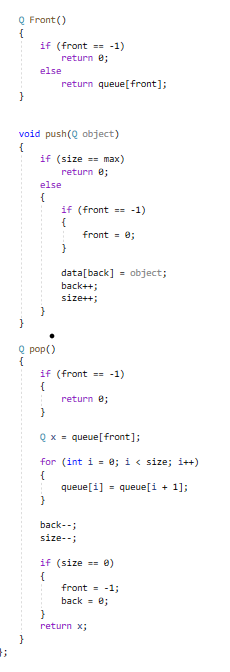 Q Front()
{
if (front == -1)
return 0;
else
return queue[front];
}
void push(Q object)
{
if (size == max)
return 0;
else
{
if (front == -1)
{
front = 0;
}
data[back] = object;
back++;
size++;
}
}
Q pop()
{
if (front == -1)
{
return 0;
}
Q x = queue[front];
for (int i = 0; i < size; i++)
{
queue[i] = queue[i + 1];
}
back--;
size--;
if (size == 0)
{
front = -1;
back = 0;
}
return x;
}
};